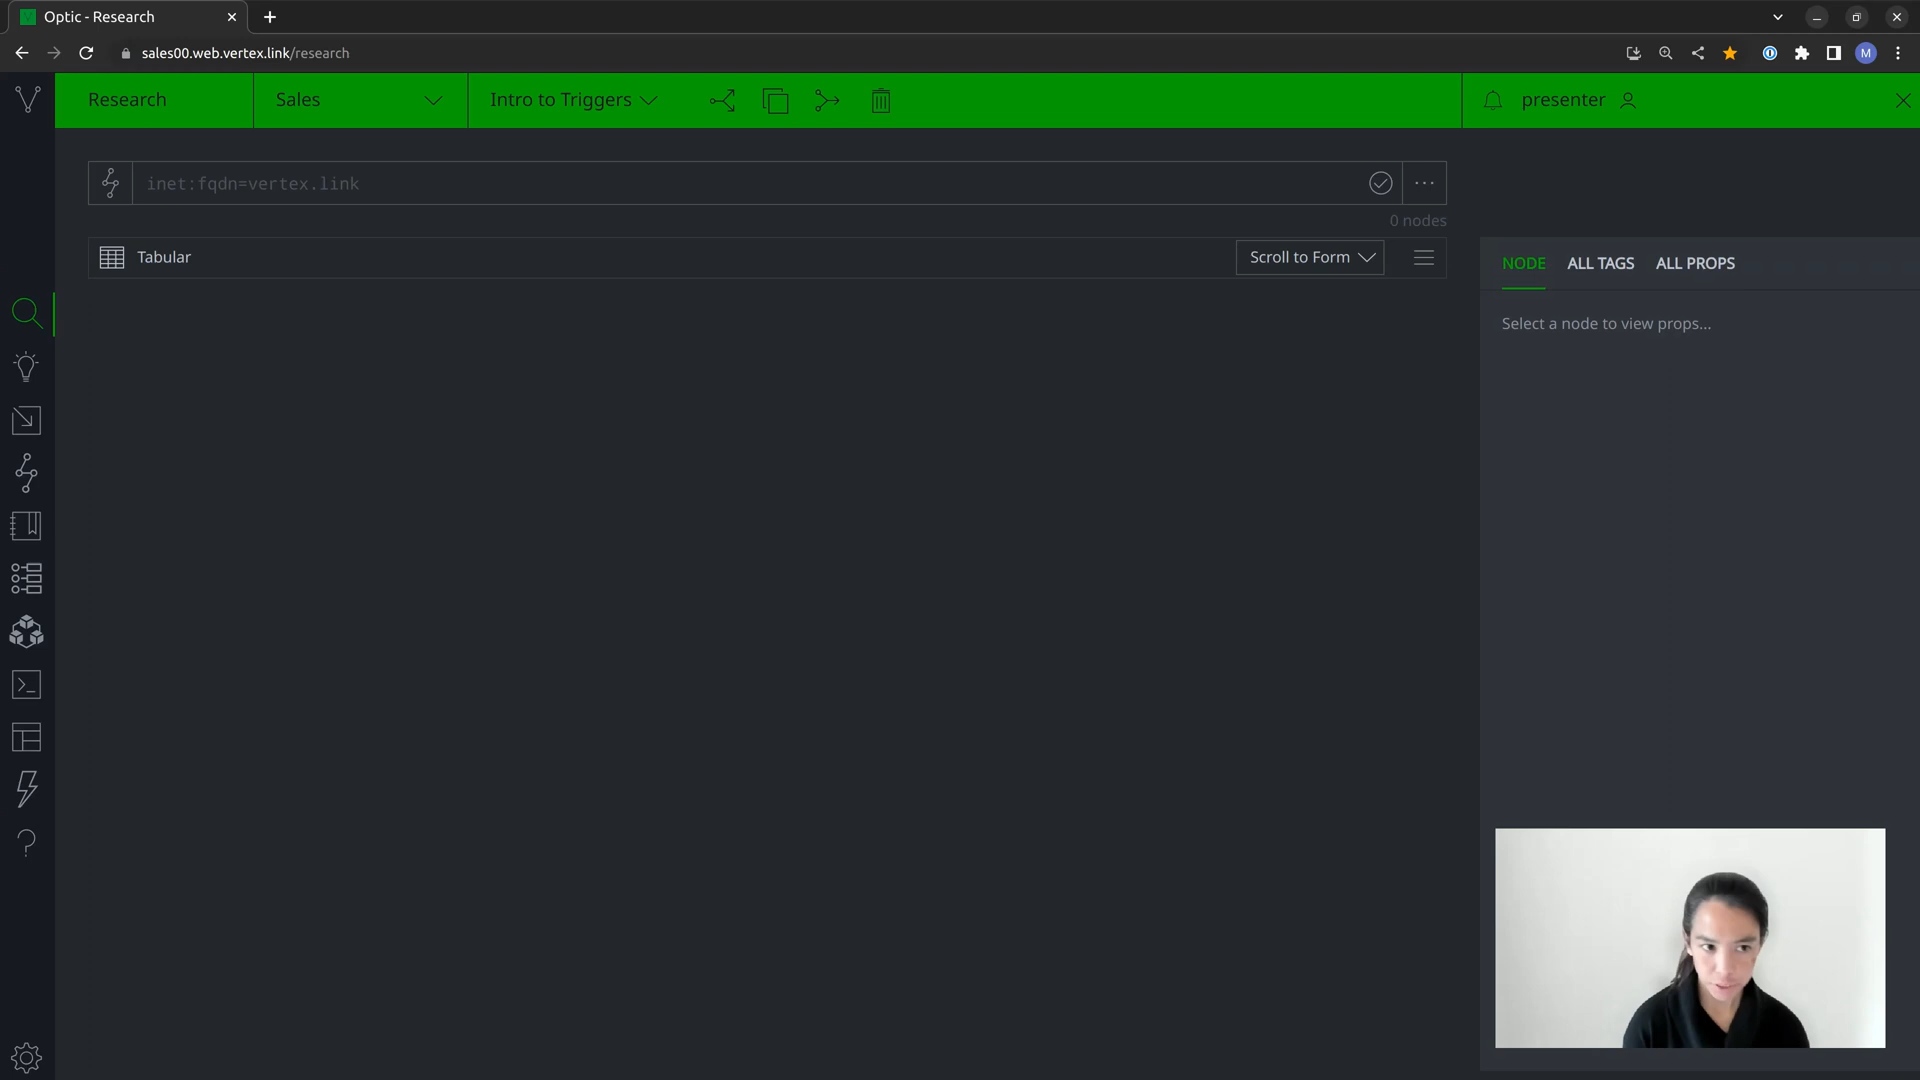 Optic - Research
sales00.web.vertex.link/research
M
Research
Sales
Intro to Triggers
presenter
inet:fqdn=vertex.link
0 nodes
Tabular
Scroll to Form
NODE
ALL TAGS
ALL PROPS
Select a node to view props...